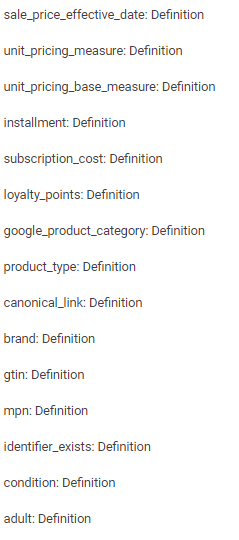 sale_price_effective_date: Definition
unit_pricing_measure: Definition
unit_pricing_base_measure: Definition
installment: Definition
subscription_cost: Definition
loyalty_points: Definition
google_product_category: Definition
product_type: Definition
canonical_link: Definition
brand: Definition
gtin: Definition
mpn: Definition
identifier_exists: Definition
condition: Definition
adult: Definition